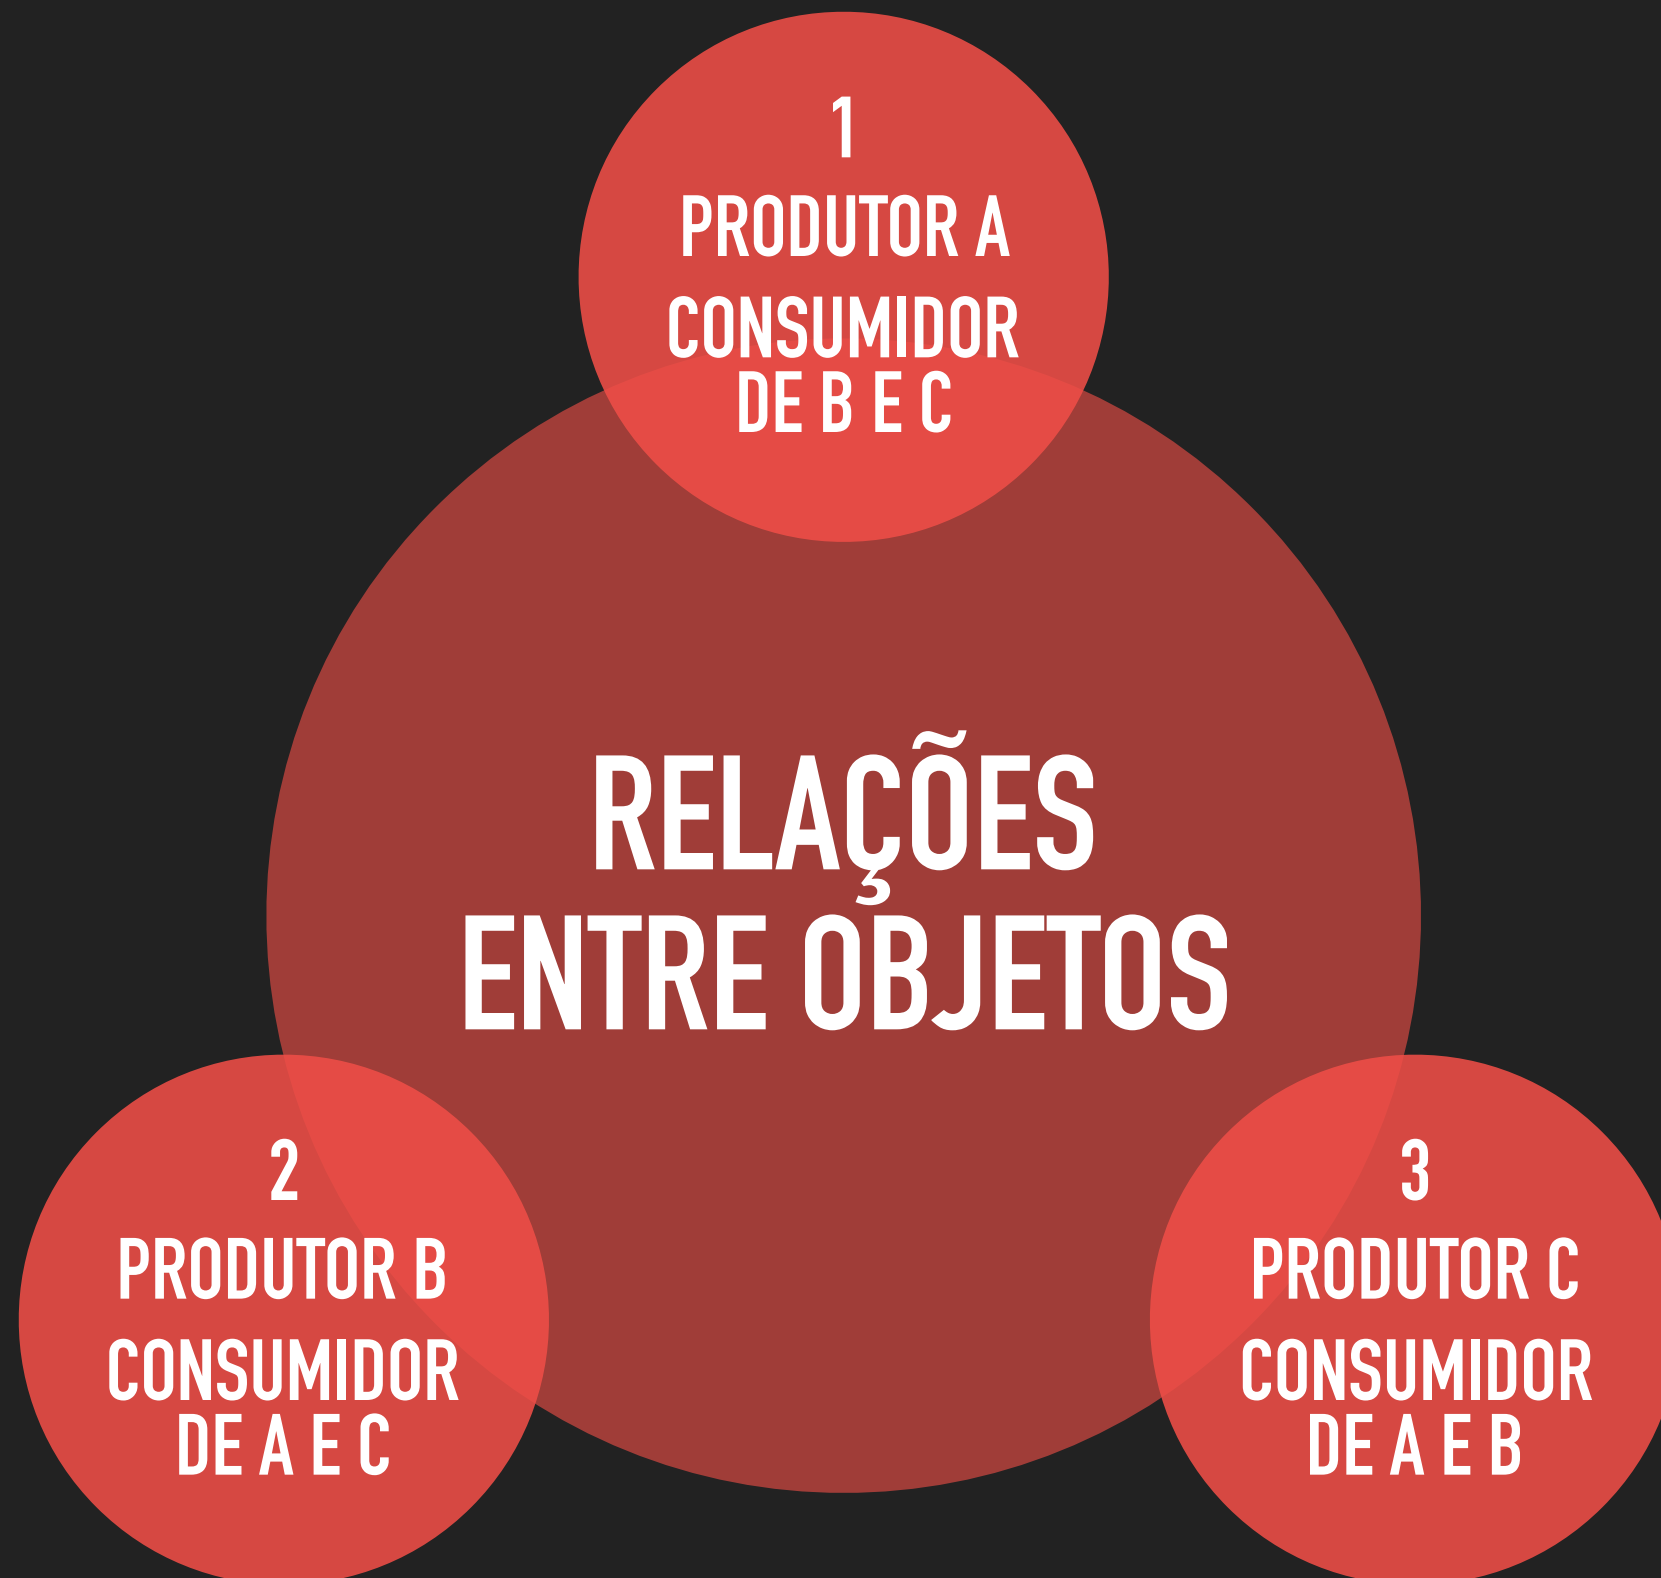 1
PRODUTOR A
CONSUMIDOR
DE B E C
RELAÇÕES
ENTRE OBJETOS
2
PRODUTOR B
CONSUMIDOR
DE A E C
3
PRODUTOR C
CONSUMIDOR
DE A E B